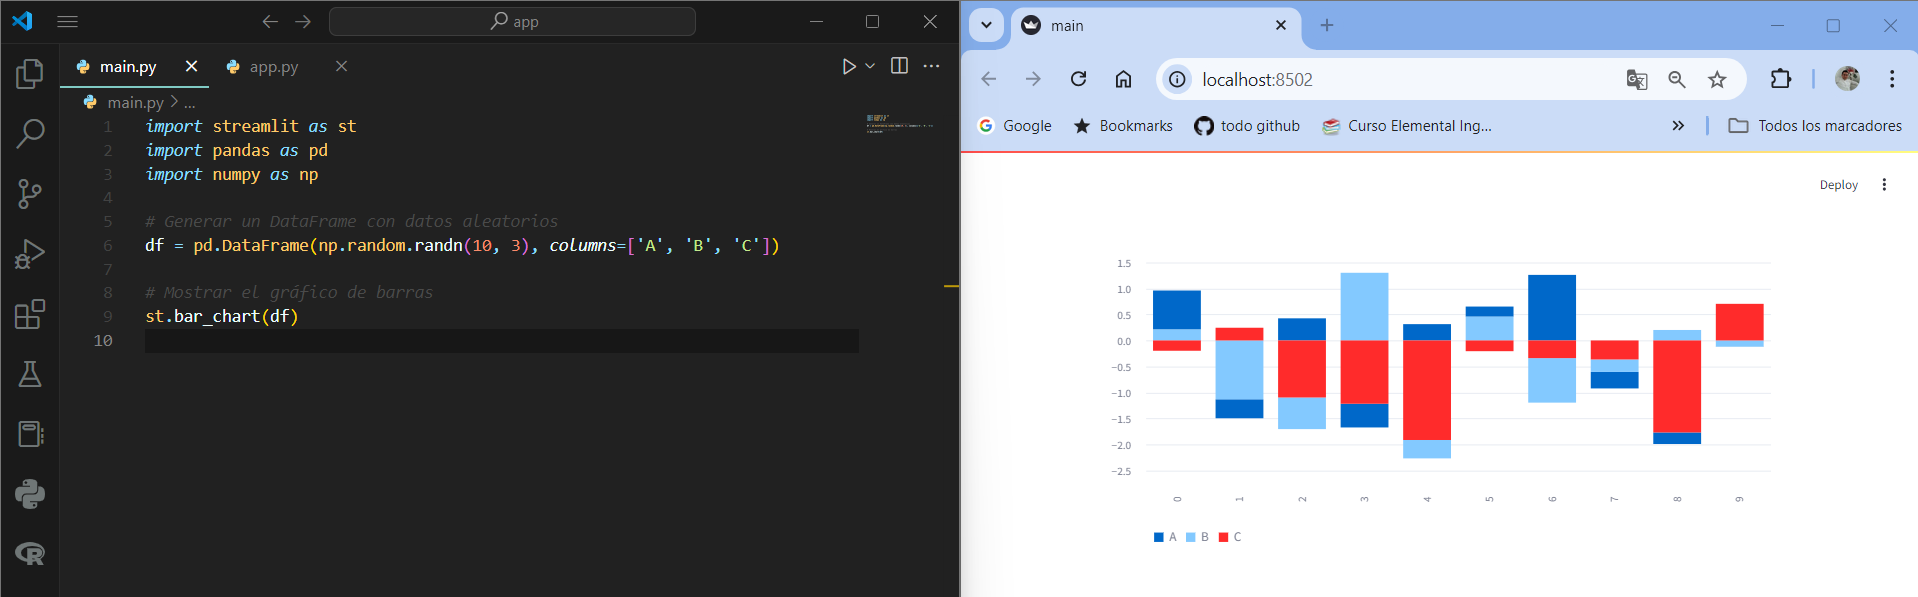 app
main.py
app.py
main.py > ...
1 import streamlit as st
2 import pandas as pd
3 import numpy as np
4
5 # Generar un DataFrame con datos aleatorios
6 df = pd.DataFrame(np.random.randn(10, 3), columns=['A', 'B', 'C'])
7
8 # Mostrar el gráfico de barras
9 st.bar_chart(df)
10
main
localhost:8502
Google Bookmarks todo github Curso Elemental Ing... » Todos los marcadores
Deploy
1.5
1.0
0.5
0.0
−0.5
−1.0
−1.5
−2.0
−2.5
0 1 2 3 4 5 6 7 8 9
A B C